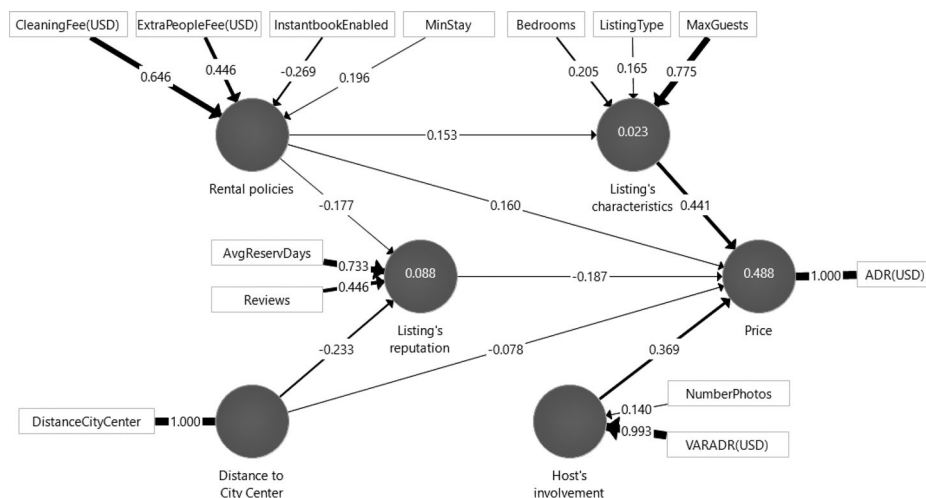 CleaningFee(USD)
ExtraPeopleFee(USD)
InstantbookEnabled
MinStay
Bedrooms
ListingType
MaxGuests
0.646
0.446
-0.269
0.196
0.205
0.165
0.775
0.153
0.023
Rental policies
Listing's
characteristics
-0.177
0.160
0.441
AvgReservDays
0.733
0.088
-0.187
0.488
1.000
ADR(USD)
Reviews
0.446
Listing's
reputation
Price
-0.233
-0.078
0.369
NumberPhotos
0.140
DistanceCityCenter
1.000
0.993
VARADR(USD)
Distance to
City Center
Host's
involvement